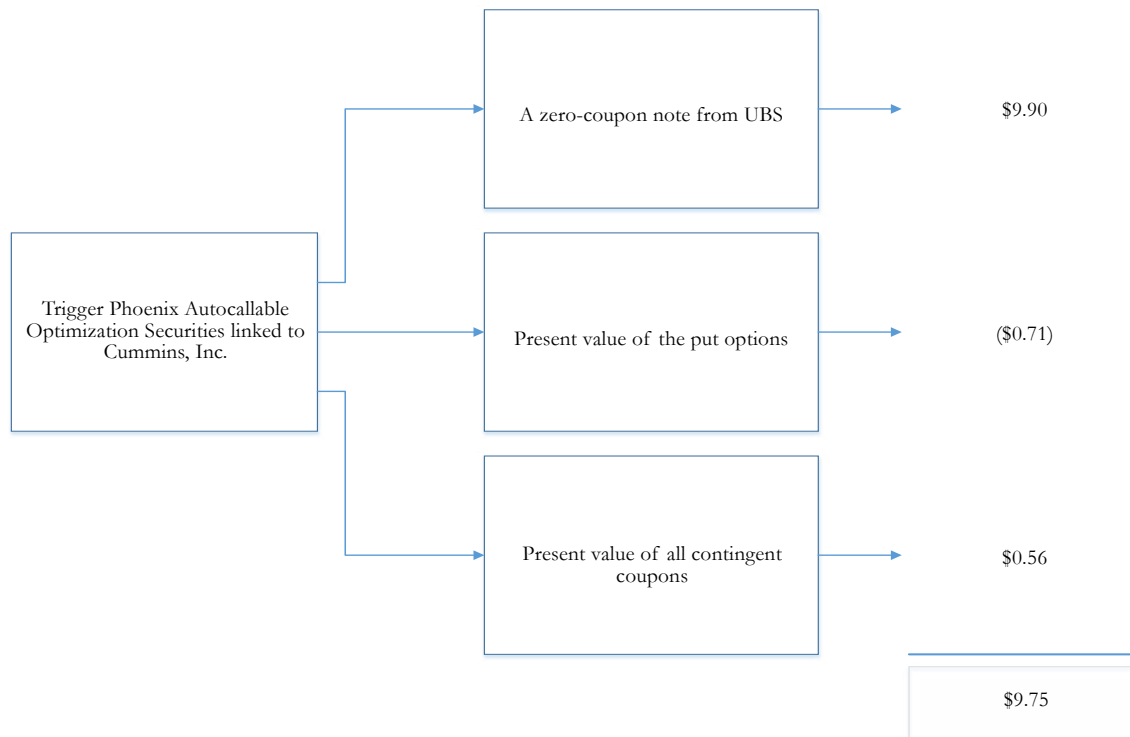 A zero-coupon note from UBS
$9.90
Trigger Phoenix Autocallable
Optimization Securities linked to
Cummins, Inc.
Present value of the put options
($0.71)
Present value of all contingent
coupons
$0.56
$9.75